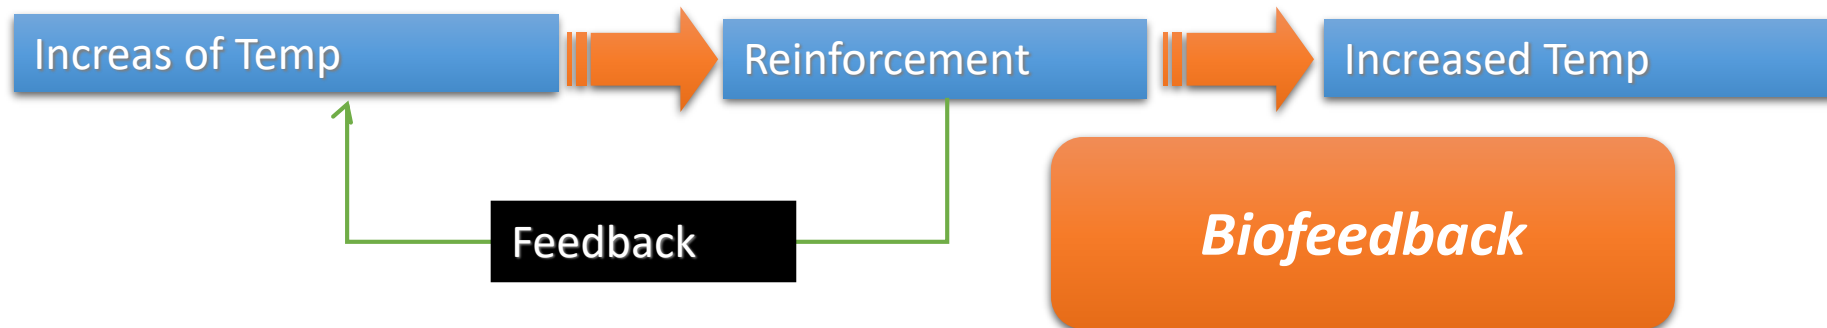 Increas of Temp
Reinforcement
Increased Temp
Feedback
Biofeedback